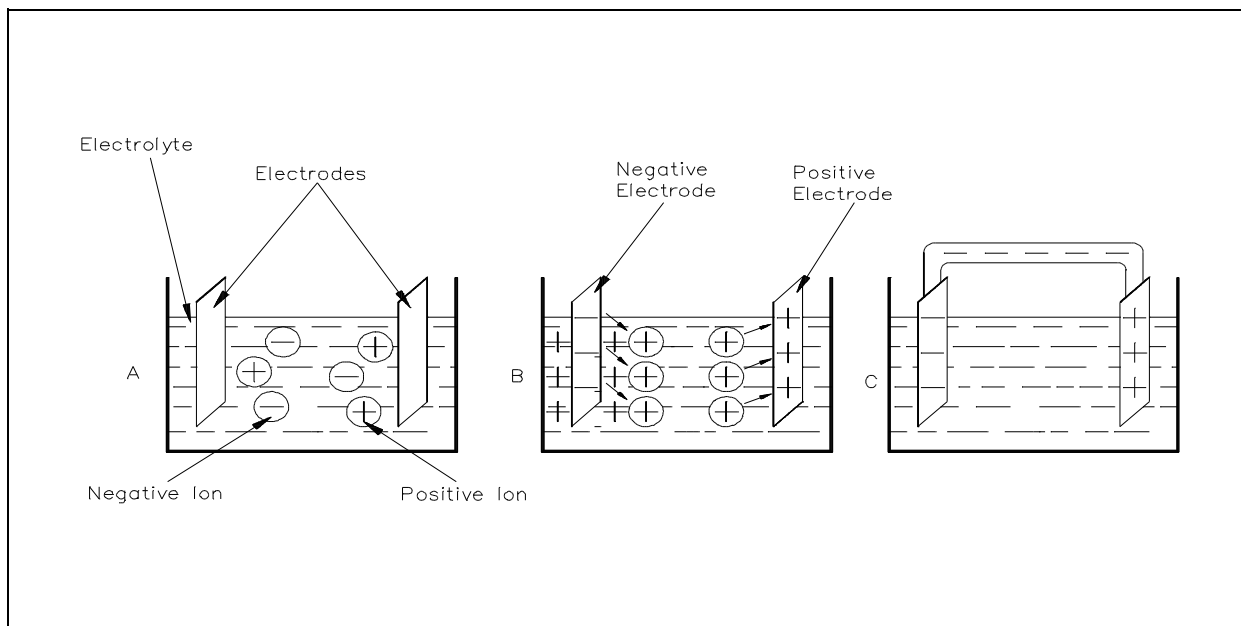 Electrolyte
Electrodes
Negative
Electrode
Positive
Electrode
A
B
C
Negative Ion
Positive Ion